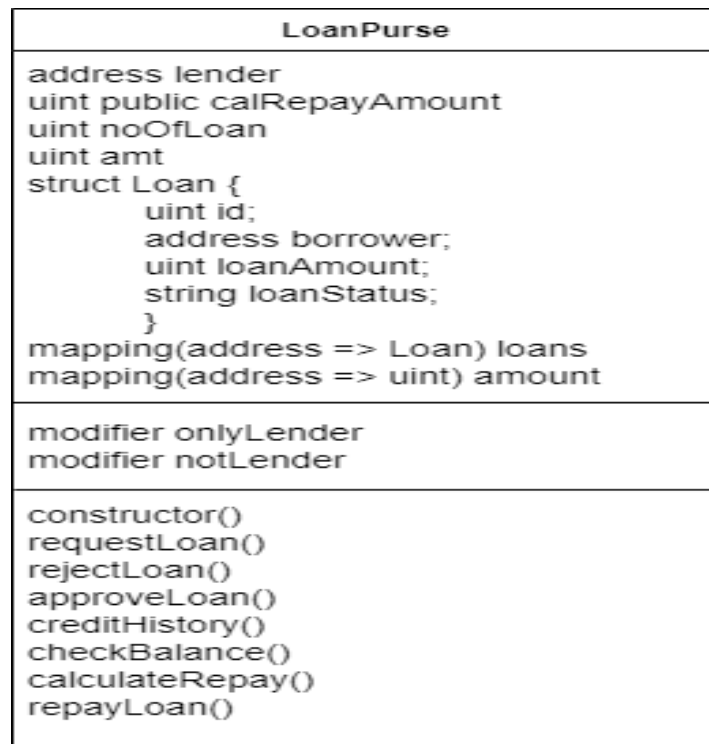 LoanPurse
address lender
uint public calRepayAmount
uint noOfLoan
uint amt
struct Loan {
uint id;
address borrower;
uint loanAmount;
string loanStatus;
}
mapping(address => Loan) loans
mapping(address => uint) amount
modifier onlyLender
modifier notLender
constructor()
requestLoan()
rejectLoan()
approveLoan()
creditHistory()
checkBalance()
calculateRepay()
repayLoan()